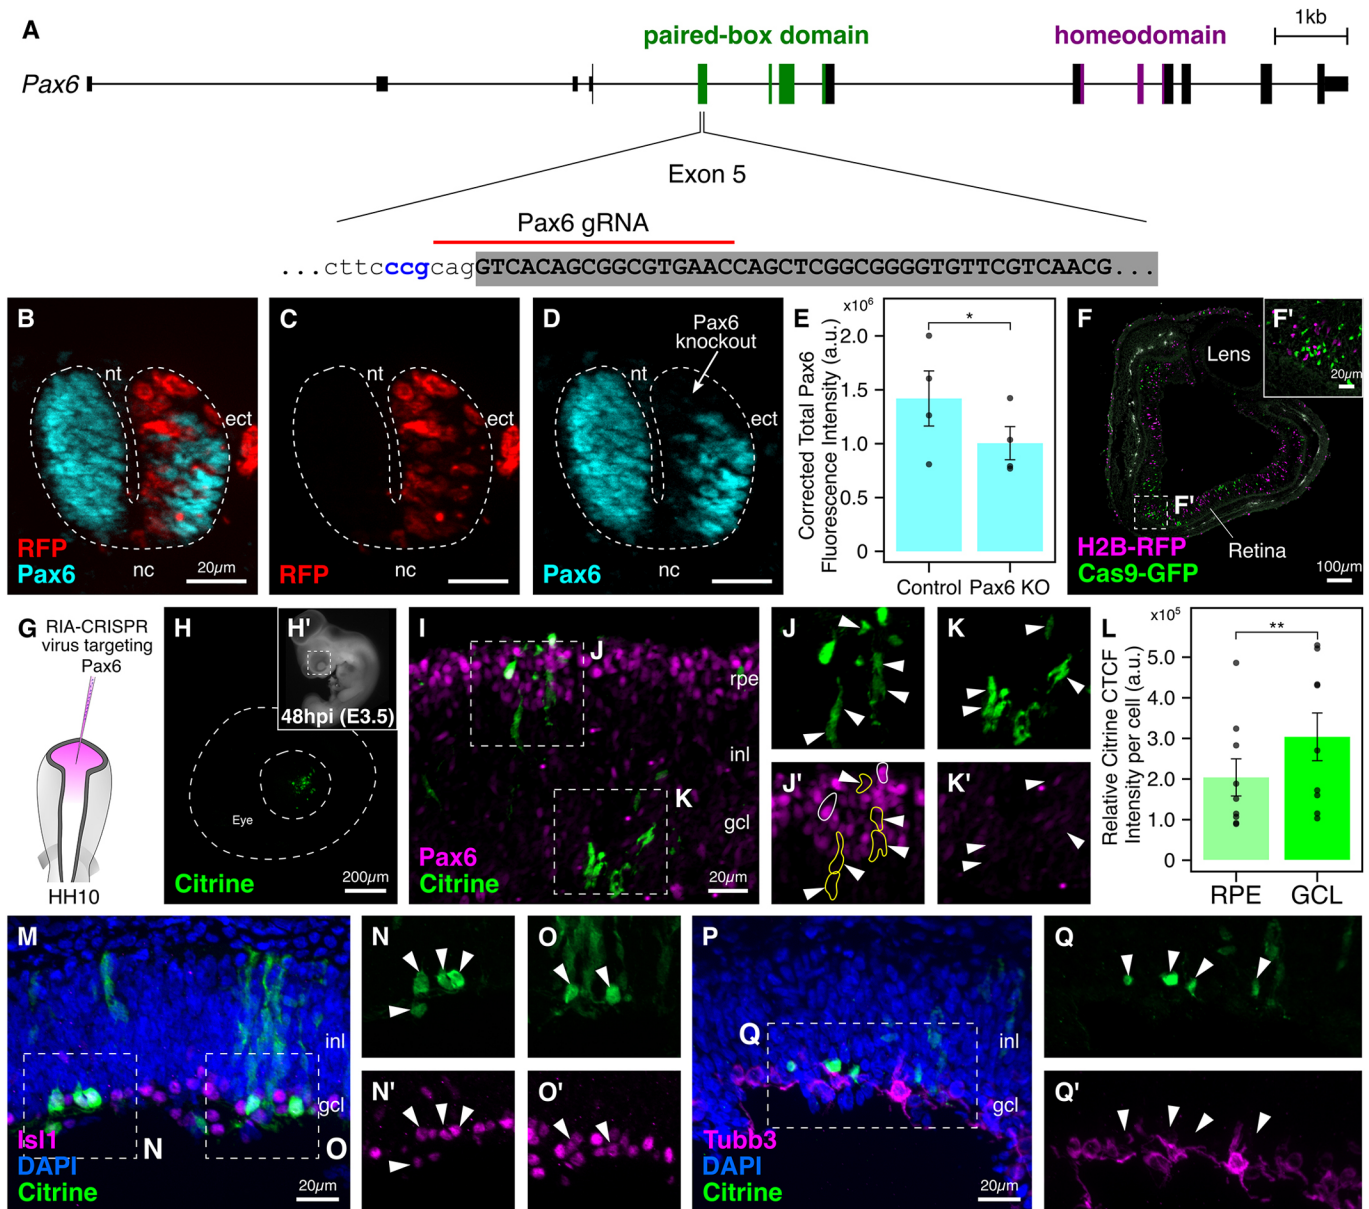 A
paired-box domain
homeodomain
1kb
Pax6
Exon 5
Pax6 gRNA
...cttcccgcagGTCACAGCGGCGTGAACCAGCTCGGCGGGGTGTTCGTCAACG...
B
nt
ect
RFP
Pax6
nc
20µm
C
nt
ect
RFP
nc
D
Pax6
knockout
nt
ect
Pax6
nc
E
x10⁶
Corrected Total Pax6
Fluorescence Intensity (a.u.)
2.0
1.5
1.0
0.5
0
*
Control
Pax6 KO
F
Lens
F'
20µm
F'
H2B-RFP
Cas9-GFP
Retina
100µm
G
RIA-CRISPR
virus targeting
Pax6
HH10
H
H'
48hpi (E3.5)
Eye
Citrine
200µm
I
J
rpe
inl
K
gcl
Pax6
Citrine
20µm
J
K
J'
K'
L
x10⁵
Relative Citrine CTCF
Intensity per cell (a.u.)
5.0
4.0
3.0
2.0
1.0
0
**
RPE
GCL
M
inl
gcl
Isl1
DAPI
Citrine
N
O
20µm
N
O
N'
O'
P
Q
inl
gcl
Tubb3
DAPI
Citrine
20µm
Q
Q'